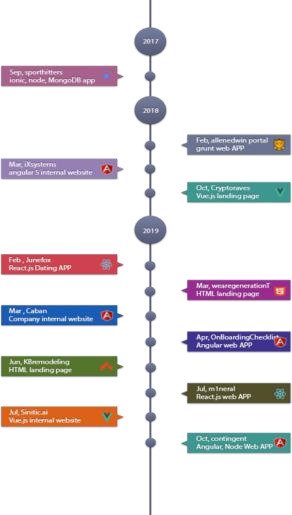 2017
Sep, sporthitters
ionic, node, MongoDB app
2018
Feb, allenedwin portal
grunt web APP
Mar, iXsystems
angular 5 internal website
Oct, Cryptoraves
Vue.js landing page
2019
Feb , Junefox
React.js Dating APP
Mar, wearegenerationT
HTML landing page
Mar , Caban
Company internal website
Apr, OnBoardingChecklist
Angular web APP
Jun, KBremodeling
HTML landing page
Jul, m1neral
React.js web APP
Jul, Sinitic.ai
Vue.js internal website
Oct, contingent
Angular, Node Web APP